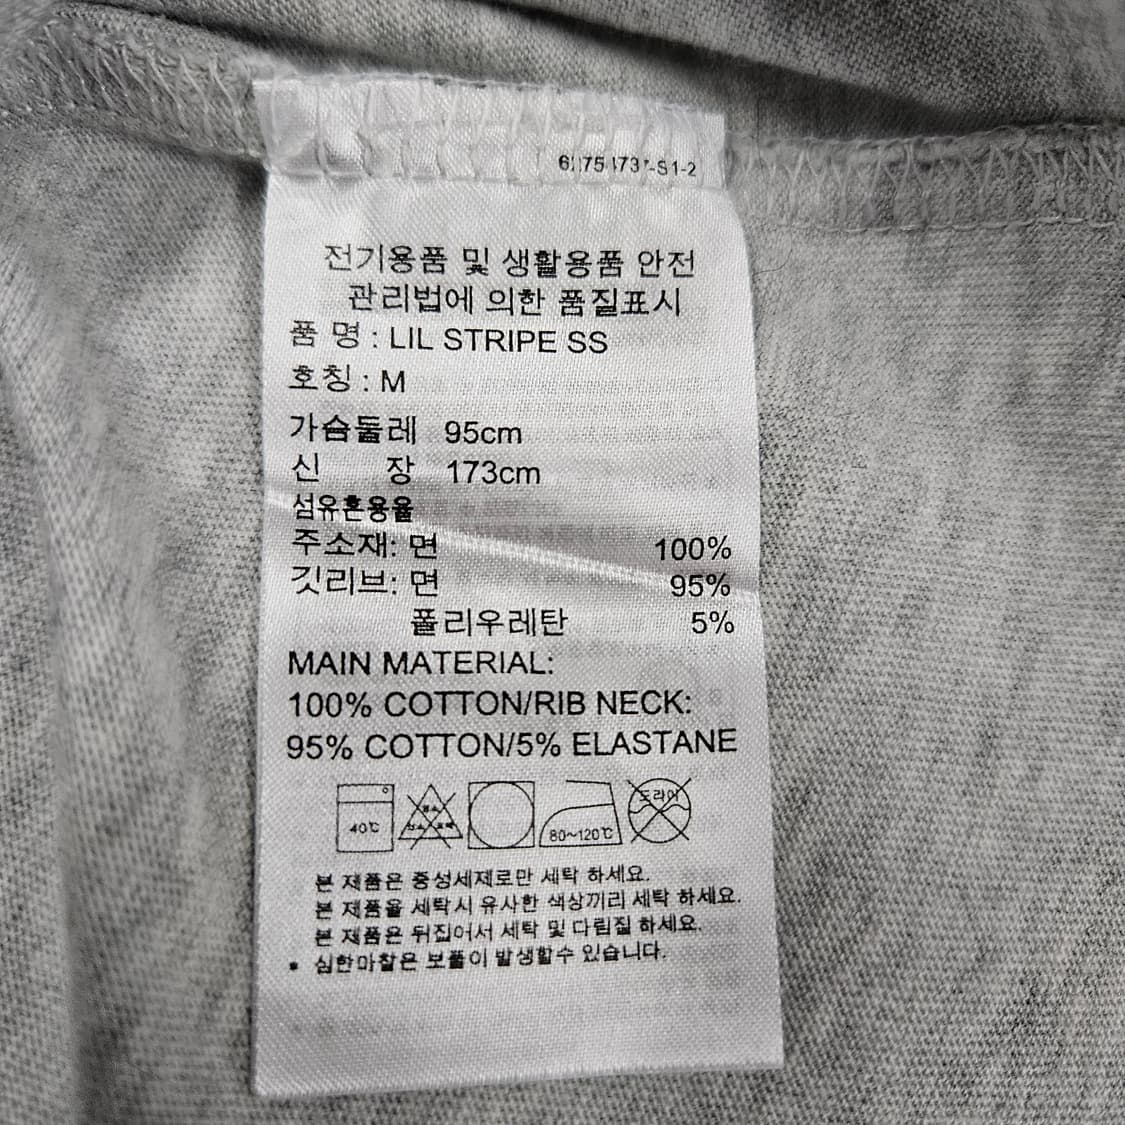 전기용품 및 생활용품 안전
관리법에 의한 품질표시
품 명 : LIL STRIPE SS
호칭 : M
가슴둘레 95cm
신 장 173cm
섬유혼용율
주소재: 면 100%
깃리브: 면 95%
폴리우레탄 5%
MAIN MATERIAL:
100% COTTON/RIB NECK:
95% COTTON/5% ELASTANE
40℃ 80~120℃ 드라이
본 제품은 중성세제로만 세탁 하세요.
본 제품을 세탁시 유사한 색상끼리 세탁 하세요.
본 제품은 뒤집어서 세탁 및 다림질 하세요.
• 심한마찰은 보풀이 발생할수 있습니다.